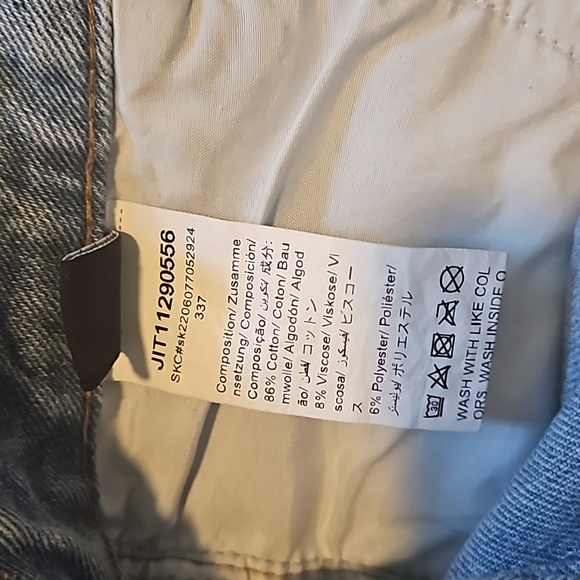 JIT11290556
SKC#sk2206077052924
337
Composition/ Zusamme
nsetzung/ Composición/
Composição/ تكوين/ 成分:
86% Cotton/ Coton/ Bau
mwolle/ Algodón/ Algod
ão/ قطن/ コットン
8% Viscose/ Viskose/ Vi
scosa/ فيسكوز/ ビスコー
ス
6% Polyester/ Poliéster/
بوليستر/ ポリエステル
30
WASH WITH LIKE COL
ORS WASH INSIDE O